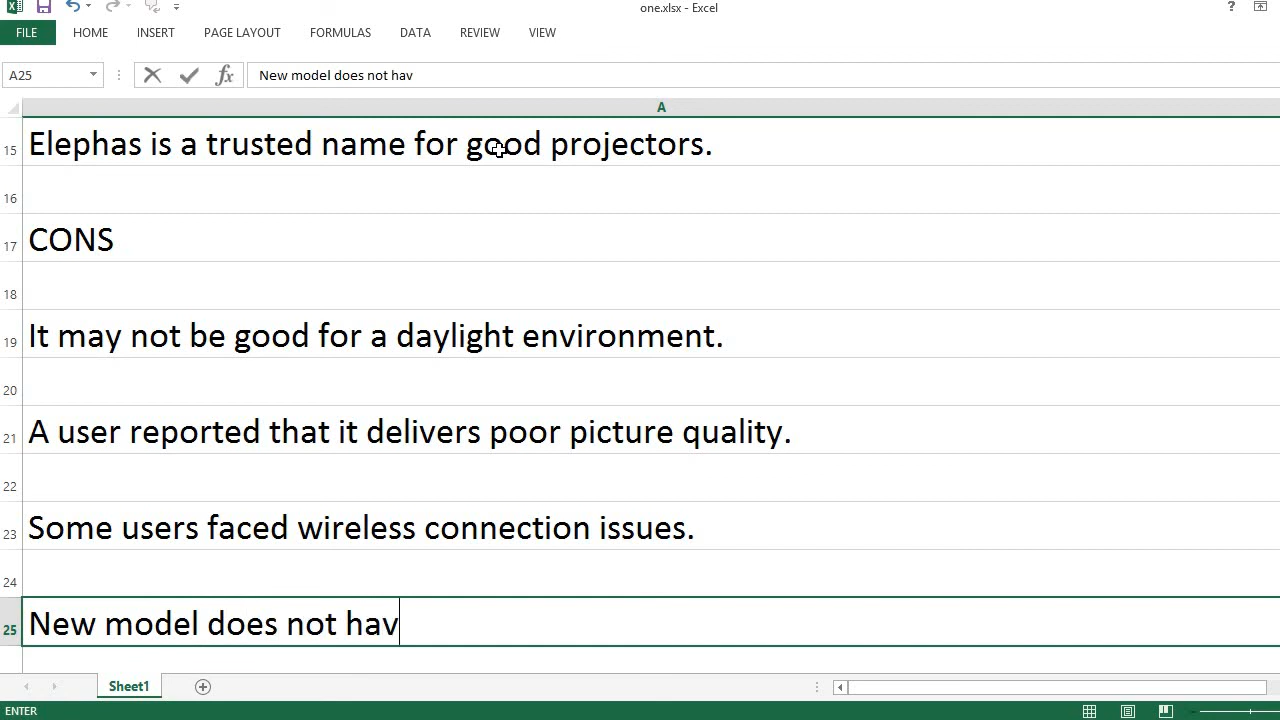 one.xlsx - Excel
?
FILE HOME INSERT PAGE LAYOUT FORMULAS DATA REVIEW VIEW
A25 fx New model does not hav
A
15 Elephas is a trusted name for good projectors.
16
17 CONS
18
19 It may not be good for a daylight environment.
20
21 A user reported that it delivers poor picture quality.
22
23 Some users faced wireless connection issues.
24
25 New model does not hav
Sheet1
ENTER